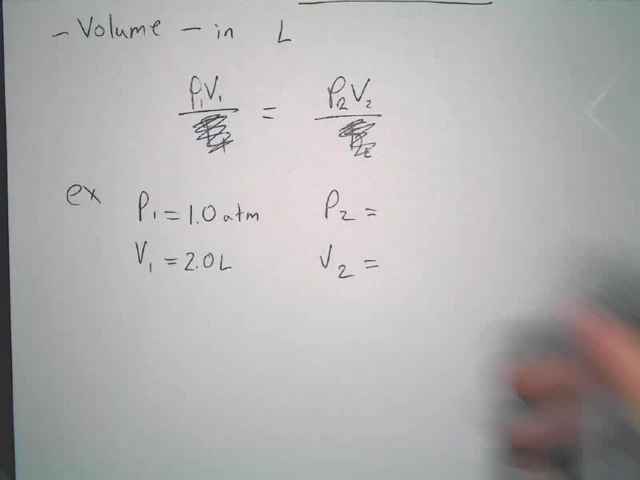 - Volume - in L
P₁V₁ = P₂V₂
ex P₁ = 1.0 atm P₂ =
V₁ = 2.0 L V₂ =